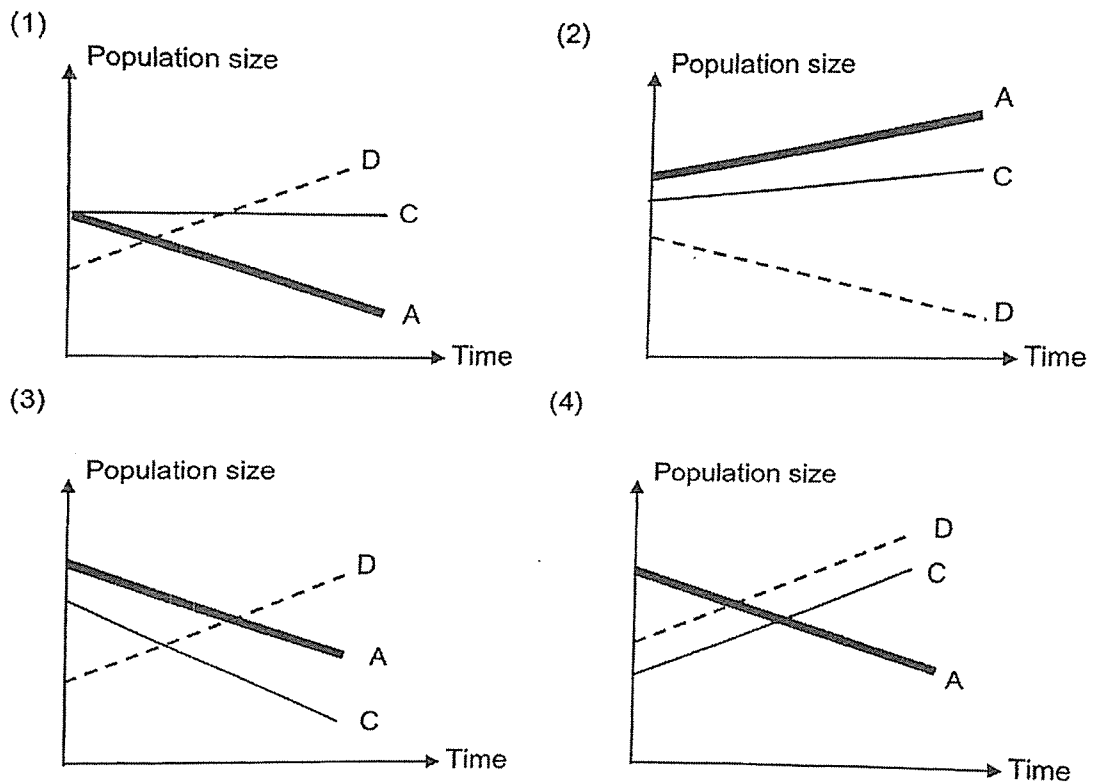 (1)
Population size
D
C
A
Time
(2)
Population size
A
C
D
Time
(3)
Population size
D
A
C
Time
(4)
Population size
D
C
A
Time